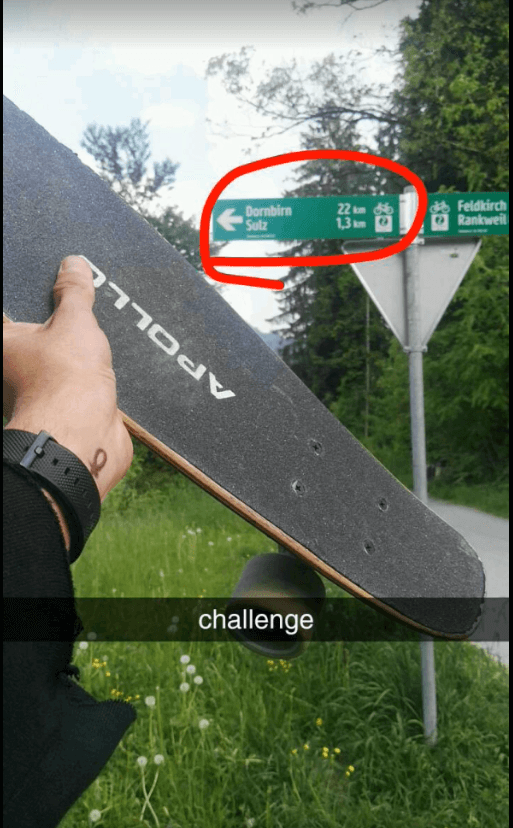 Dornbirn 22 km
Sulz 1,3 km
Feldkirch
Rankweil
APOLLO
challenge